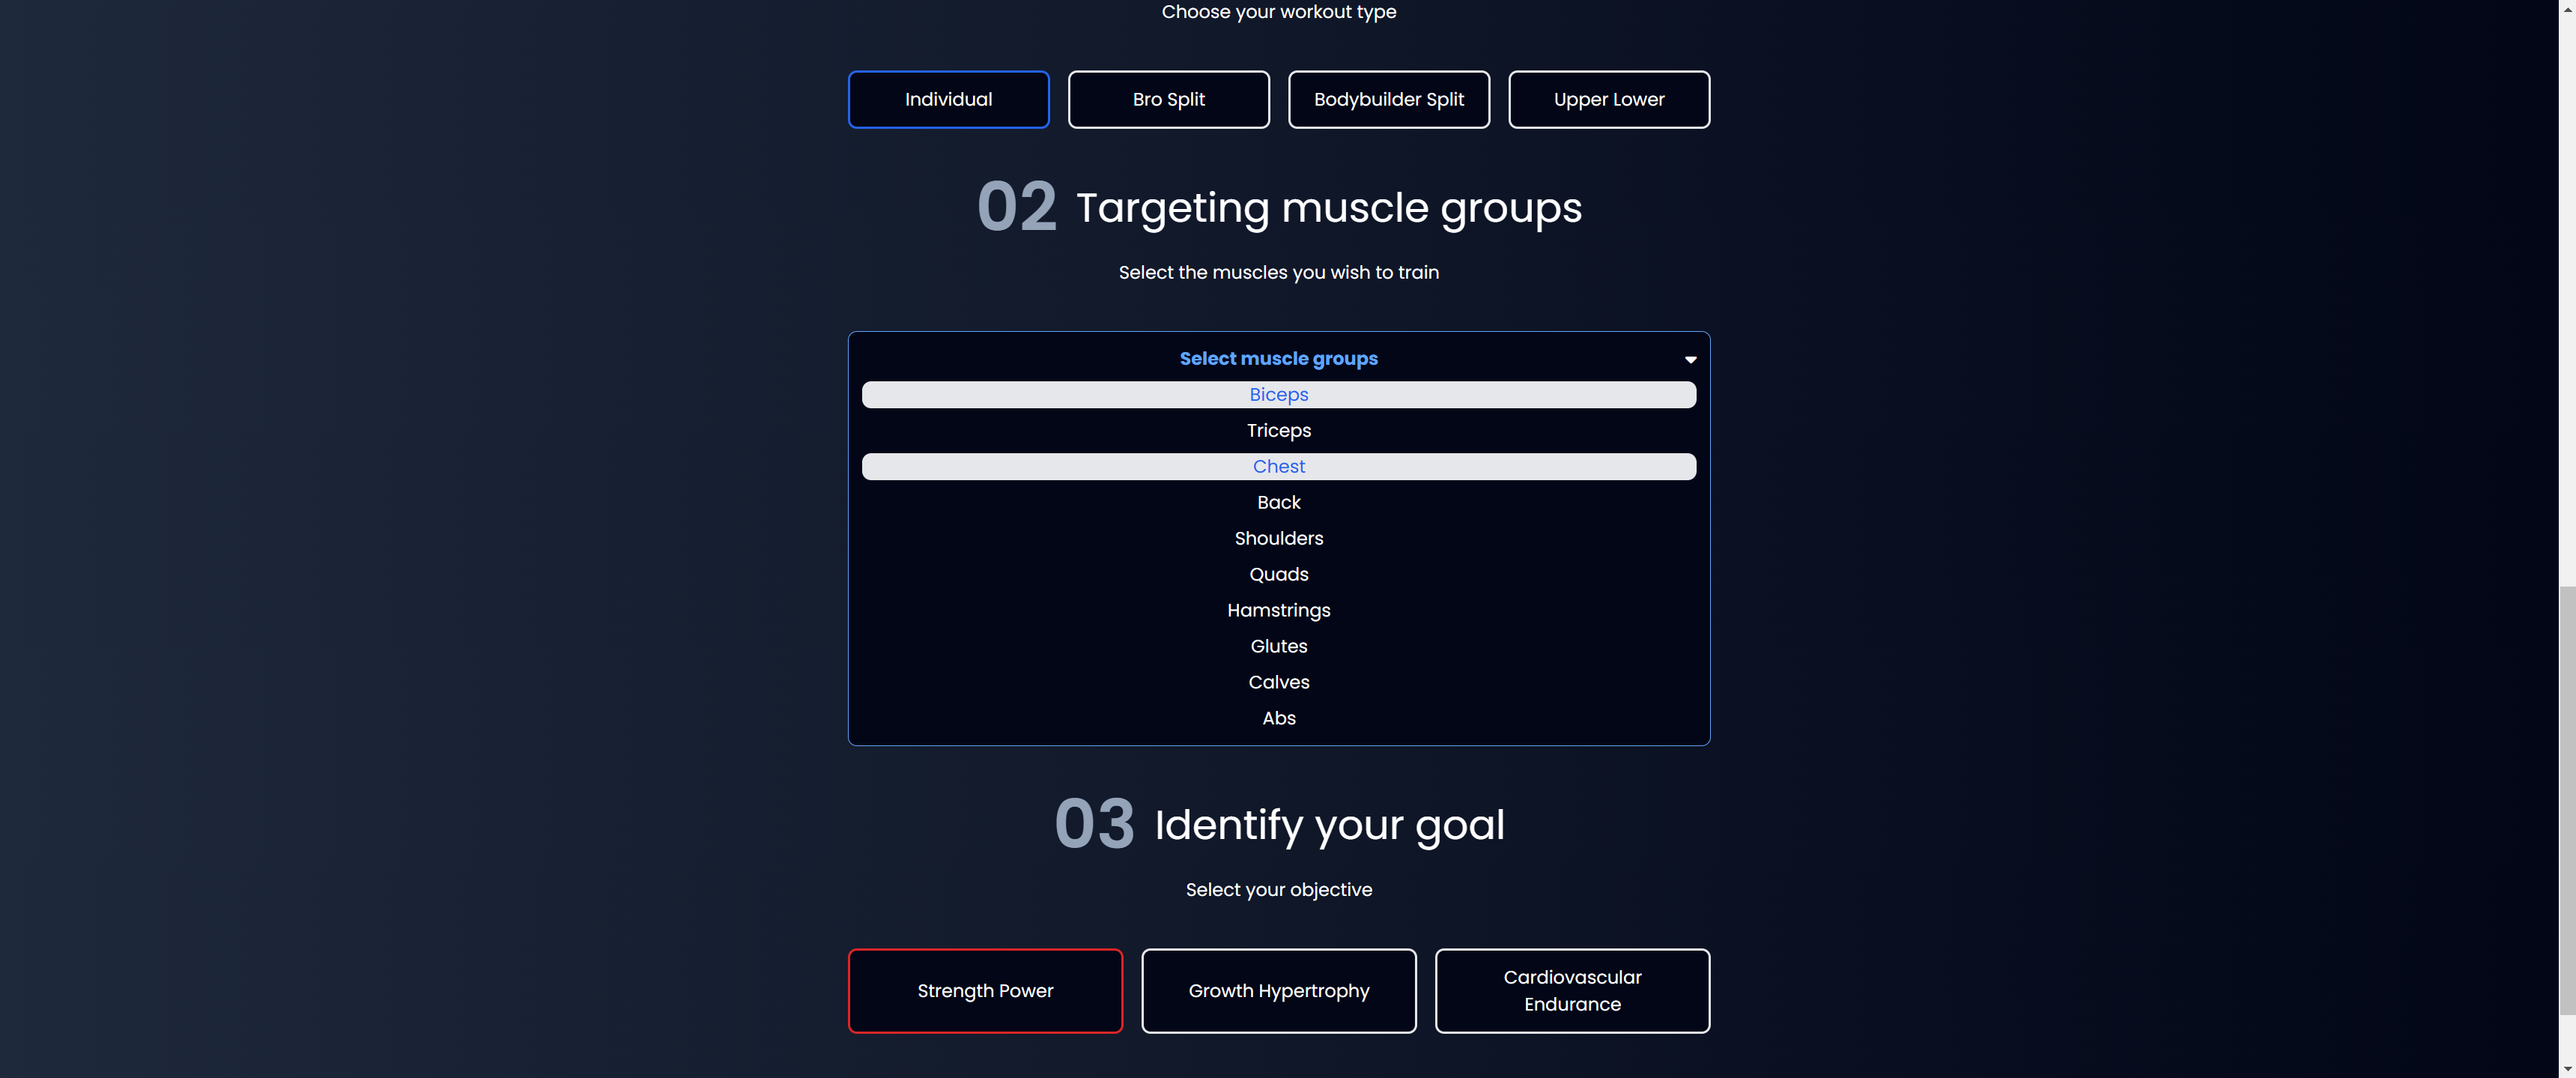 Choose your workout type
Individual
Bro Split
Bodybuilder Split
Upper Lower
02 Targeting muscle groups
Select the muscles you wish to train
Select muscle groups
Biceps
Triceps
Chest
Back
Shoulders
Quads
Hamstrings
Glutes
Calves
Abs
03 Identify your goal
Select your objective
Strength Power
Growth Hypertrophy
Cardiovascular
Endurance